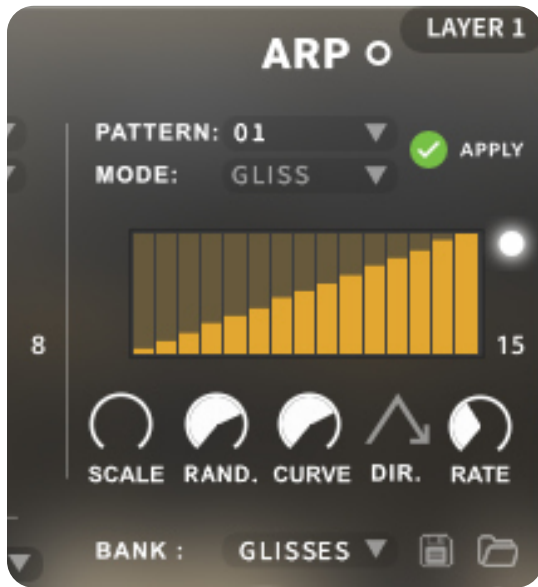 LAYER 1
ARP
PATTERN: 01
APPLY
MODE: GLISS
8
15
SCALE RAND. CURVE DIR. RATE
BANK : GLISSES